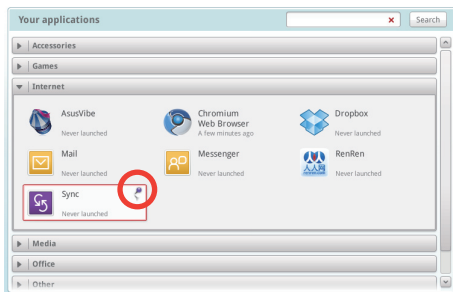 Your applications
Search
Accessories
Games
Internet
AsusVibe
Never launched
Chromium
Web Browser
A few minutes ago
Dropbox
Never launched
Mail
Never launched
Messenger
Never launched
RenRen
Never launched
Sync
Never launched
Media
Office
Other